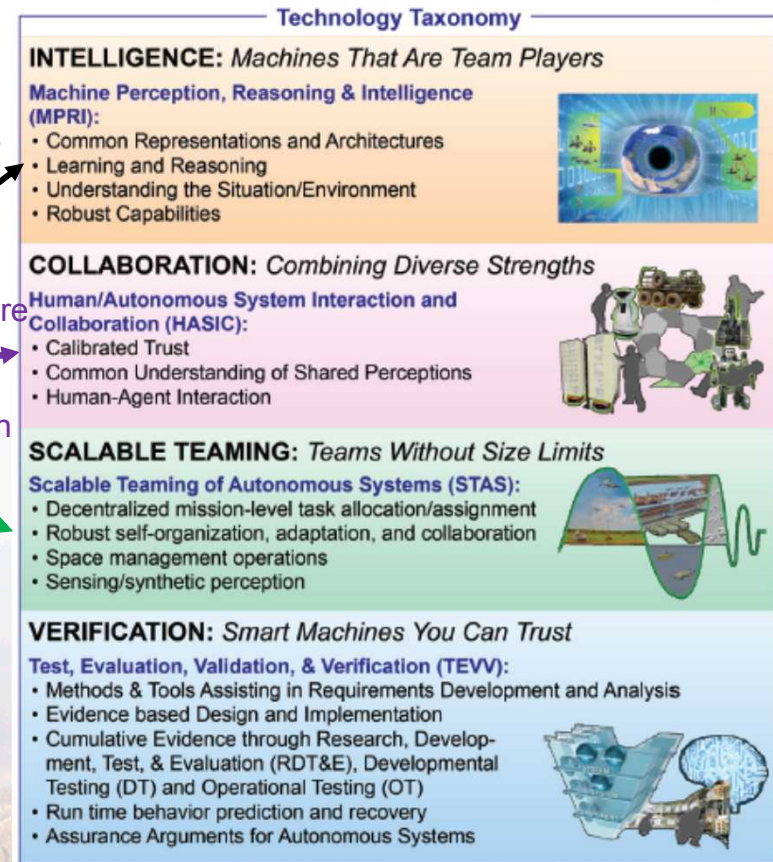 Technology Taxonomy
INTELLIGENCE: Machines That Are Team Players
Machine Perception, Reasoning & Intelligence
(MPRI):
• Common Representations and Architectures
• Learning and Reasoning
• Understanding the Situation/Environment
• Robust Capabilities
COLLABORATION: Combining Diverse Strengths
re
Human/Autonomous System Interaction and
Collaboration (HASIC):
• Calibrated Trust
• Common Understanding of Shared Perceptions
• Human-Agent Interaction
n
SCALABLE TEAMING: Teams Without Size Limits
Scalable Teaming of Autonomous Systems (STAS):
• Decentralized mission-level task allocation/assignment
• Robust self-organization, adaptation, and collaboration
• Space management operations
• Sensing/synthetic perception
VERIFICATION: Smart Machines You Can Trust
Test, Evaluation, Validation, & Verification (TEVV):
• Methods & Tools Assisting in Requirements Development and Analysis
• Evidence based Design and Implementation
• Cumulative Evidence through Research, Develop-
ment, Test, & Evaluation (RDT&E), Developmental
Testing (DT) and Operational Testing (OT)
• Run time behavior prediction and recovery
• Assurance Arguments for Autonomous Systems